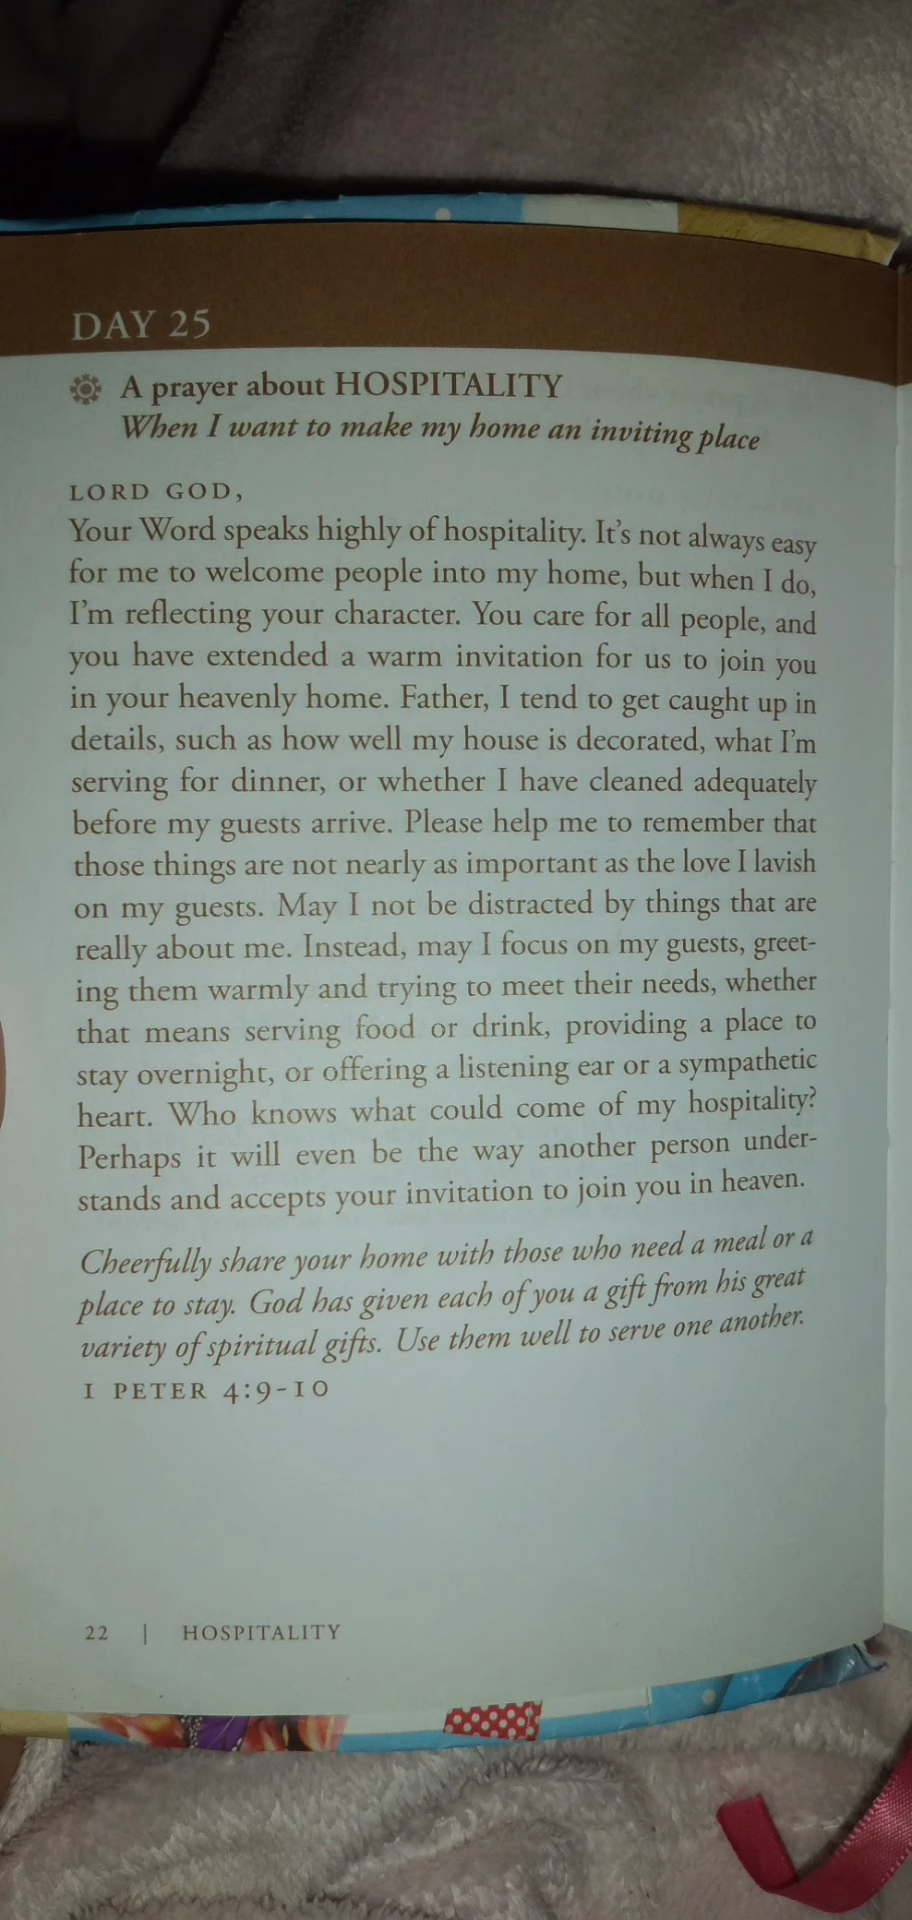 DAY 25
A prayer about HOSPITALITY
When I want to make my home an inviting place
LORD GOD,
Your Word speaks highly of hospitality. It's not always easy
for me to welcome people into my home, but when I do,
I'm reflecting your character. You care for all people, and
you have extended a warm invitation for us to join you
in your heavenly home. Father, I tend to get caught up in
details, such as how well my house is decorated, what I'm
serving for dinner, or whether I have cleaned adequately
before my guests arrive. Please help me to remember that
those things are not nearly as important as the love I lavish
on my guests. May I not be distracted by things that are
really about me. Instead, may I focus on my guests, greet-
ing them warmly and trying to meet their needs, whether
that means serving food or drink, providing a place to
stay overnight, or offering a listening ear or a sympathetic
heart. Who knows what could come of my hospitality?
Perhaps it will even be the way another person under-
stands and accepts your invitation to join you in heaven.
Cheerfully share your home with those who need a meal or a
place to stay. God has given each of you a gift from his great
variety of spiritual gifts. Use them well to serve one another.
1 PETER 4:9-10
22 | HOSPITALITY